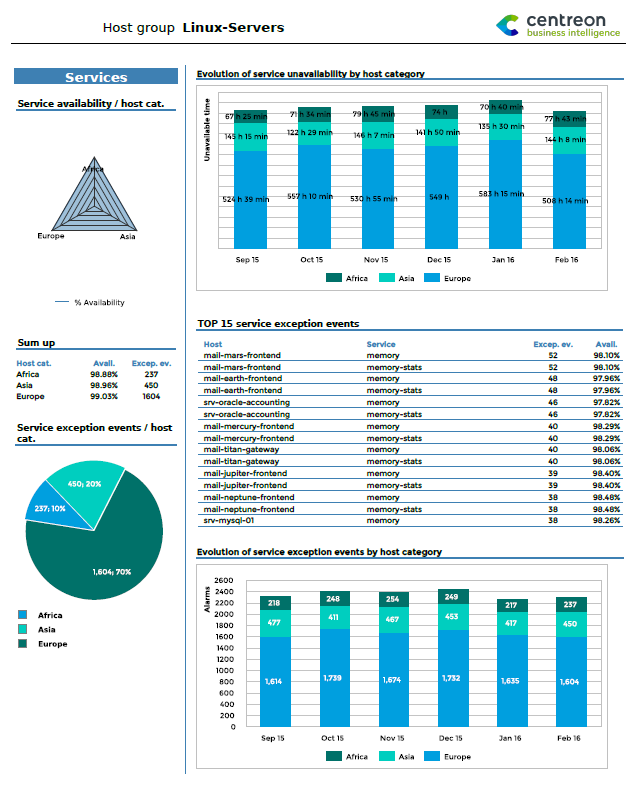 Host group Linux-Servers
centreon
business intelligence
Services
Service availability / host cat.
Africa
Europe
Asia
% Availability
Sum up
Host cat. Avail. Excep. ev.
Africa 98.88% 237
Asia 98.96% 450
Europe 99.03% 1604
Service exception events / host
cat.
450; 20%
237; 10%
1,604; 70%
Africa
Asia
Europe
Evolution of service unavailability by host category
Unavailable time
67 h 25 min 71 h 34 min 79 h 45 min 74 h 70 h 40 min 77 h 43 min
145 h 15 min 122 h 29 min 146 h 7 min 141 h 50 min 135 h 30 min 144 h 8 min
524 h 39 min 557 h 10 min 530 h 55 min 549 h 583 h 15 min 508 h 14 min
Sep 15 Oct 15 Nov 15 Dec 15 Jan 16 Feb 16
Africa Asia Europe
TOP 15 service exception events
Host Service Excep. ev. Avail.
mail-mars-frontend memory 52 98.10%
mail-mars-frontend memory-stats 52 98.10%
mail-earth-frontend memory 48 97.96%
mail-earth-frontend memory-stats 48 97.96%
srv-oracle-accounting memory 46 97.82%
srv-oracle-accounting memory-stats 46 97.82%
mail-mercury-frontend memory 40 98.29%
mail-mercury-frontend memory-stats 40 98.29%
mail-titan-gateway memory 40 98.06%
mail-titan-gateway memory-stats 40 98.06%
mail-jupiter-frontend memory 39 98.40%
mail-jupiter-frontend memory-stats 39 98.40%
mail-neptune-frontend memory 38 98.48%
mail-neptune-frontend memory-stats 38 98.48%
srv-mysql-01 memory 38 98.26%
Evolution of service exception events by host category
Alarms
2600
2400
2200
2000
1800
1600
1400
1200
1000
800
600
400
200
0
218 248 254 249 217 237
477 411 467 453 417 450
1,614 1,739 1,674 1,732 1,635 1,604
Sep 15 Oct 15 Nov 15 Dec 15 Jan 16 Feb 16
Africa Asia Europe